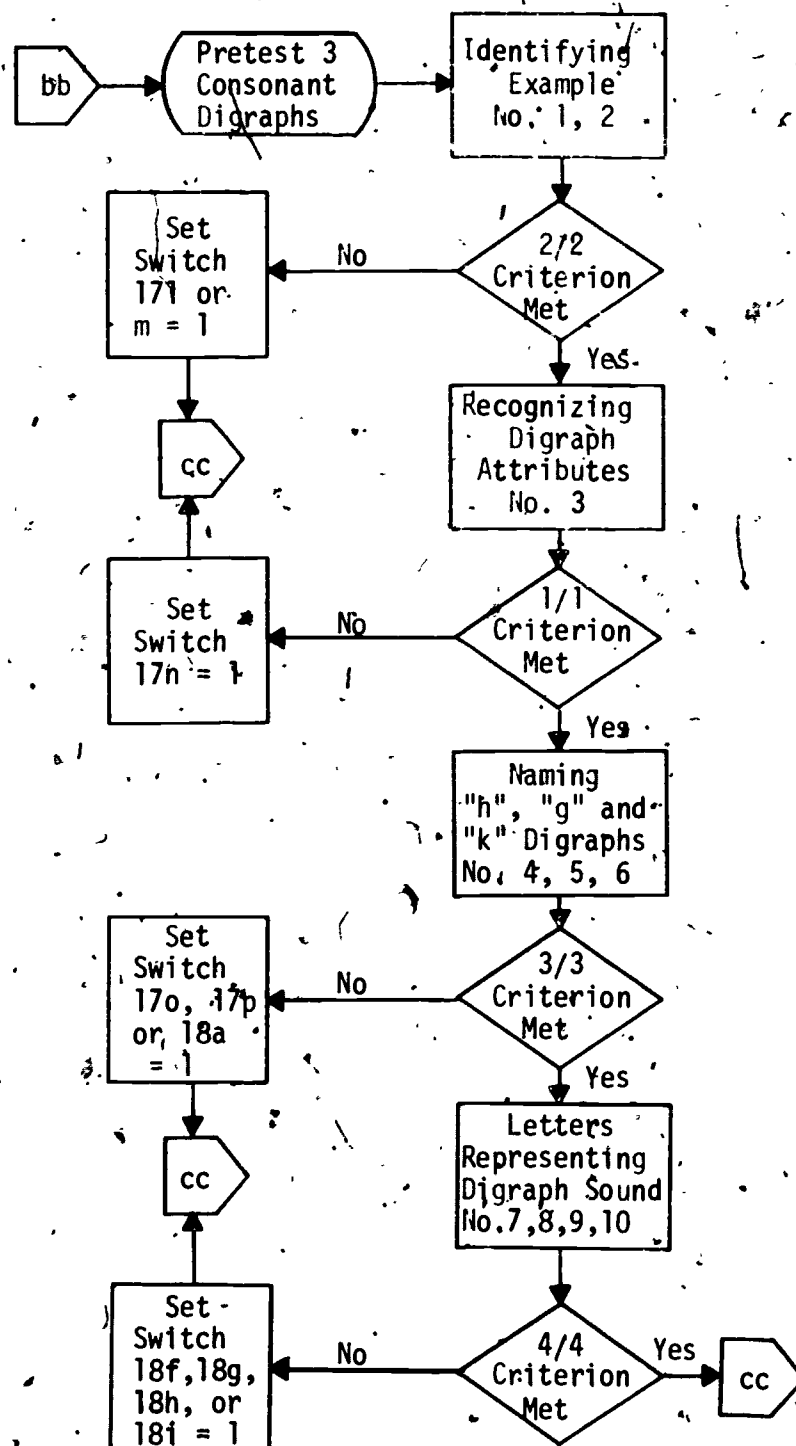 bb
Pretest 3
Consonant
Digraphs
Identifying
Example
No. 1, 2
2/2
Criterion
Met
No
Set
Switch
17l or
m = 1
Yes
cc
Recognizing
Digraph
Attributes
No. 3
1/1
Criterion
Met
No
Set
Switch
17n = 1
Yes
Naming
"h", "g" and
"k" Digraphs
No. 4, 5, 6
3/3
Criterion
Met
No
Set
Switch
17o, 17p
or 18a
= 1
Yes
cc
Letters
Representing
Digraph Sound
No.7,8,9,10
4/4
Criterion
Met
No
Set
Switch
18f,18g,
18h, or
18i = 1
Yes
cc